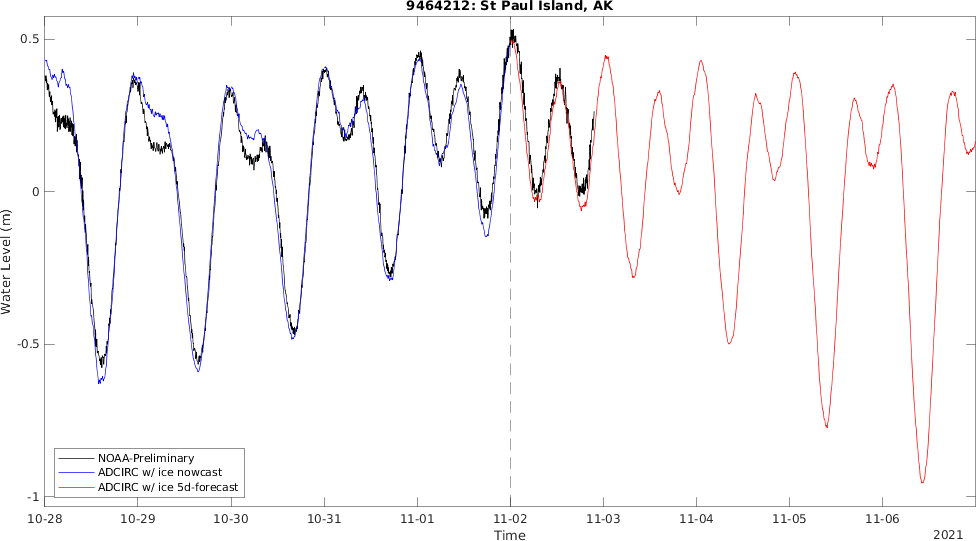 9464212: St Paul Island, AK
0.5
0
-0.5
-1
Water Level (m)
NOAA-Preliminary
ADCIRC w/ ice nowcast
ADCIRC w/ ice 5d-forecast
10-28 10-29 10-30 10-31 11-01 11-02 11-03 11-04 11-05 11-06
Time
2021